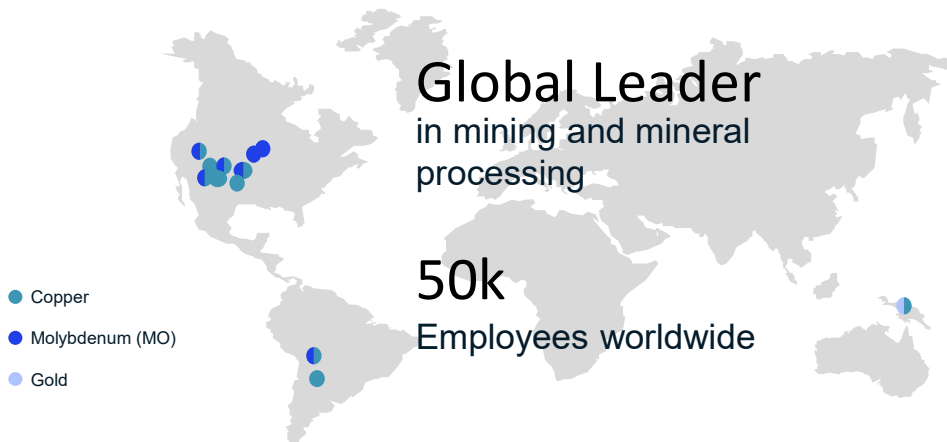 Global Leader
in mining and mineral
processing
50k
Employees worldwide
Copper
Molybdenum (MO)
Gold